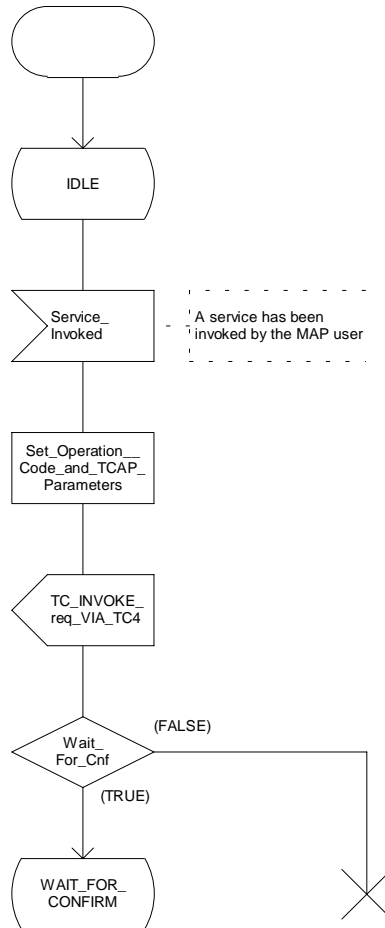 IDLE
Service_
Invoked
A service has been
invoked by the MAP user
Set_Operation__
Code_and_TCAP_
Parameters
TC_INVOKE_
req_VIA_TC4
Wait_
For_Cnf
(FALSE)
(TRUE)
WAIT_FOR_
CONFIRM